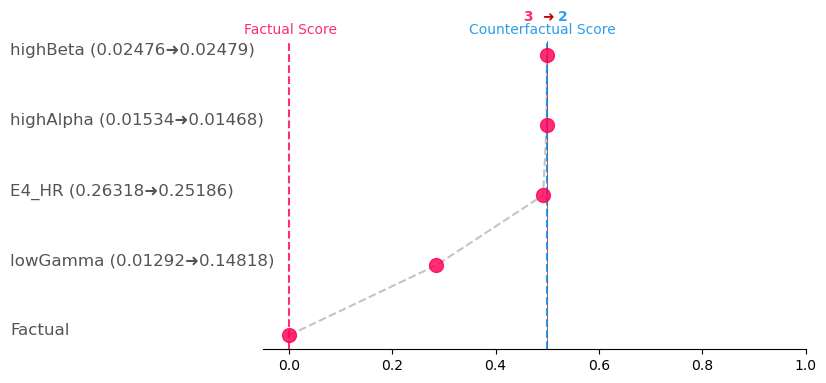 3 ➜ 2
Factual Score
Counterfactual Score
highBeta (0.02476➜0.02479)
highAlpha (0.01534➜0.01468)
E4_HR (0.26318➜0.25186)
lowGamma (0.01292➜0.14818)
Factual
0.0 0.2 0.4 0.6 0.8 1.0